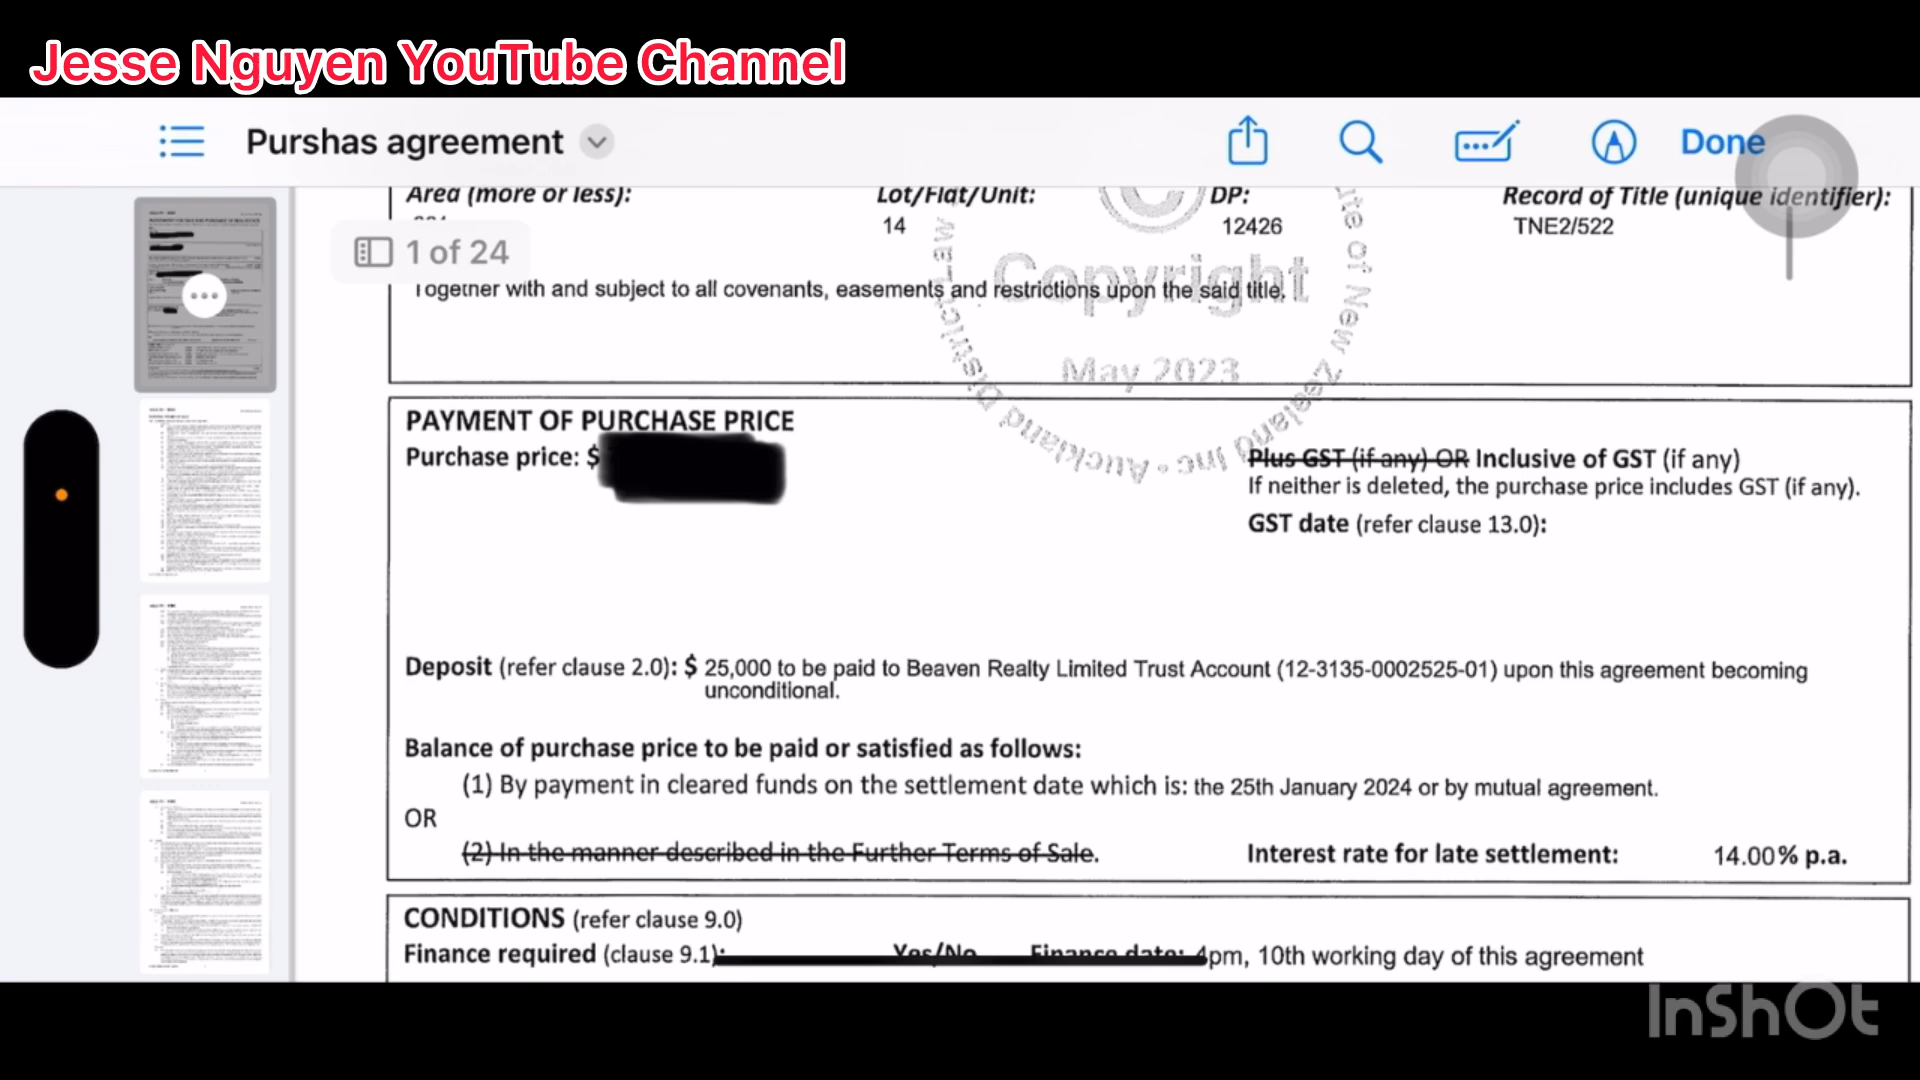 Jesse Nguyen YouTube Channel
Purshas agreement
Done
Area (more or less):
Lot/Flat/Unit:
DP:
Record of Title (unique identifier):
14
12426
TNE2/522
1 of 24
Together with and subject to all covenants, easements and restrictions upon the said title.
Copyright
May 2023
Auckland District Law
Inc
ute of New Zealand
PAYMENT OF PURCHASE PRICE
Purchase price: $
Plus GST (if any) OR Inclusive of GST (if any)
If neither is deleted, the purchase price includes GST (if any).
GST date (refer clause 13.0):
Deposit (refer clause 2.0): $ 25,000 to be paid to Beaven Realty Limited Trust Account (12-3135-0002525-01) upon this agreement becoming
unconditional.
Balance of purchase price to be paid or satisfied as follows:
(1) By payment in cleared funds on the settlement date which is: the 25th January 2024 or by mutual agreement.
OR
(2) In the manner described in the Further Terms of Sale.
Interest rate for late settlement: 14.00% p.a.
CONDITIONS (refer clause 9.0)
Finance required (clause 9.1): Yes/No Finance date: 4pm, 10th working day of this agreement
InShOt